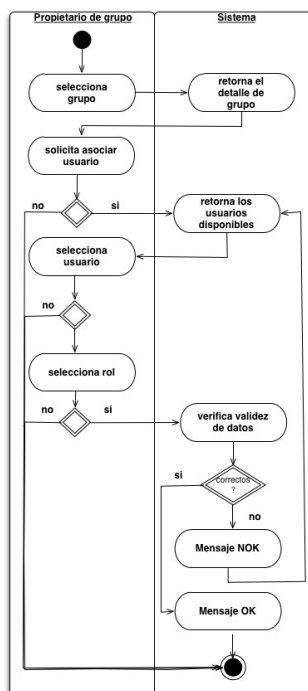 Propietario de grupo
Sistema
selecciona
grupo
retorna el
detalle de
grupo
solicita asociar
usuario
no
si
retorna los
usuarios
disponibles
selecciona
usuario
no
selecciona rol
no
si
verifica validez
de datos
si
correctos
?
no
Mensaje NOK
Mensaje OK